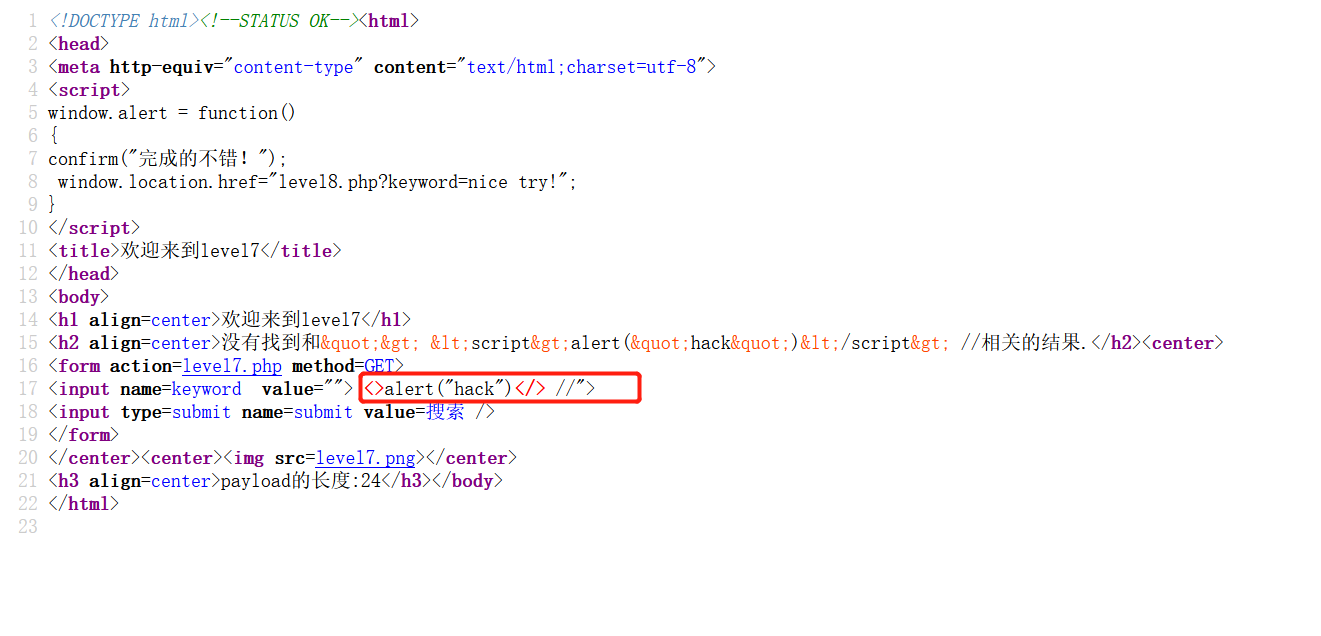 1 <!DOCTYPE html><!--STATUS OK--><html>
2 <head>
3 <meta http-equiv="content-type" content="text/html;charset=utf-8">
4 <script>
5 window.alert = function()
6 {
7 confirm("完成的不错！");
8  window.location.href="level8.php?keyword=nice try!";
9 }
10 </script>
11 <title>欢迎来到level7</title>
12 </head>
13 <body>
14 <h1 align=center>欢迎来到level7</h1>
15 <h2 align=center>没有找到和&quot;&gt; &lt;script&gt;alert(&quot;hack&quot;)&lt;/script&gt; //相关的结果.</h2><center>
16 <form action=level7.php method=GET>
17 <input name=keyword  value=""> <>alert("hack")</> //">
18 <input type=submit name=submit value=搜索 />
19 </form>
20 </center><center><img src=level7.png></center>
21 <h3 align=center>payload的长度:24</h3></body>
22 </html>
23